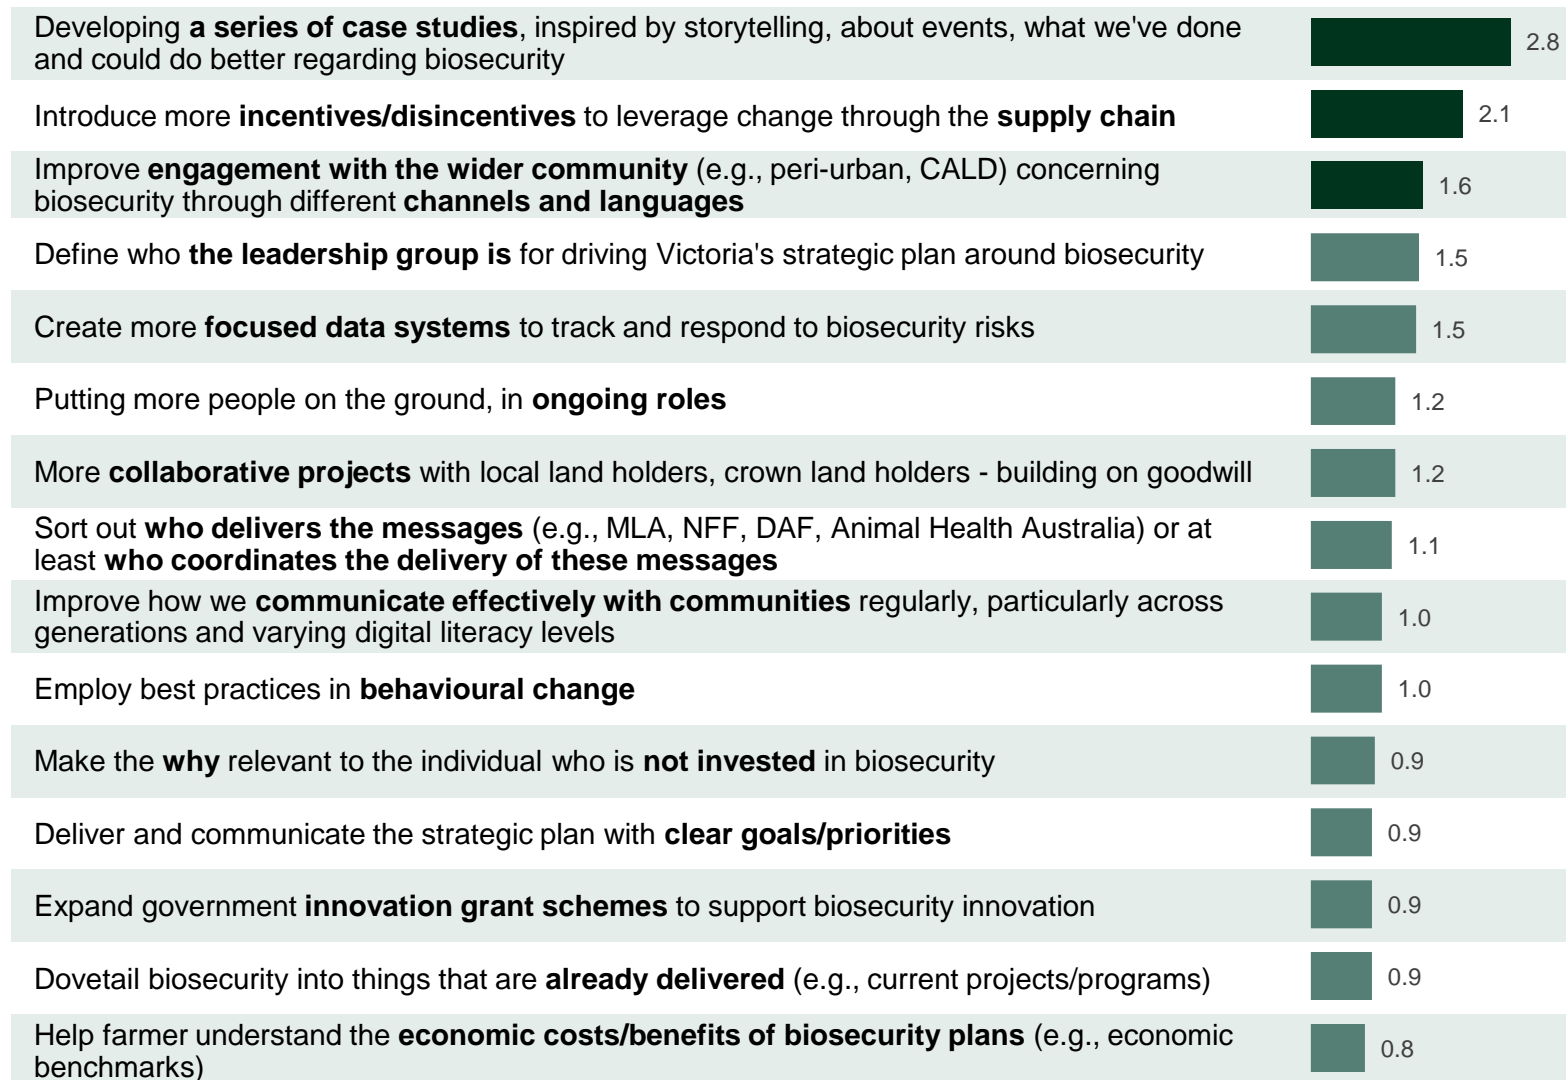 Developing a series of case studies, inspired by storytelling, about events, what we've done
and could do better regarding biosecurity
2.8
Introduce more incentives/disincentives to leverage change through the supply chain
2.1
Improve engagement with the wider community (e.g., peri-urban, CALD) concerning
biosecurity through different channels and languages
1.6
Define who the leadership group is for driving Victoria's strategic plan around biosecurity
1.5
Create more focused data systems to track and respond to biosecurity risks
1.5
Putting more people on the ground, in ongoing roles
1.2
More collaborative projects with local land holders, crown land holders - building on goodwill
1.2
Sort out who delivers the messages (e.g., MLA, NFF, DAF, Animal Health Australia) or at
least who coordinates the delivery of these messages
1.1
Improve how we communicate effectively with communities regularly, particularly across
generations and varying digital literacy levels
1.0
Employ best practices in behavioural change
1.0
Make the why relevant to the individual who is not invested in biosecurity
0.9
Deliver and communicate the strategic plan with clear goals/priorities
0.9
Expand government innovation grant schemes to support biosecurity innovation
0.9
Dovetail biosecurity into things that are already delivered (e.g., current projects/programs)
0.9
Help farmer understand the economic costs/benefits of biosecurity plans (e.g., economic
benchmarks)
0.8